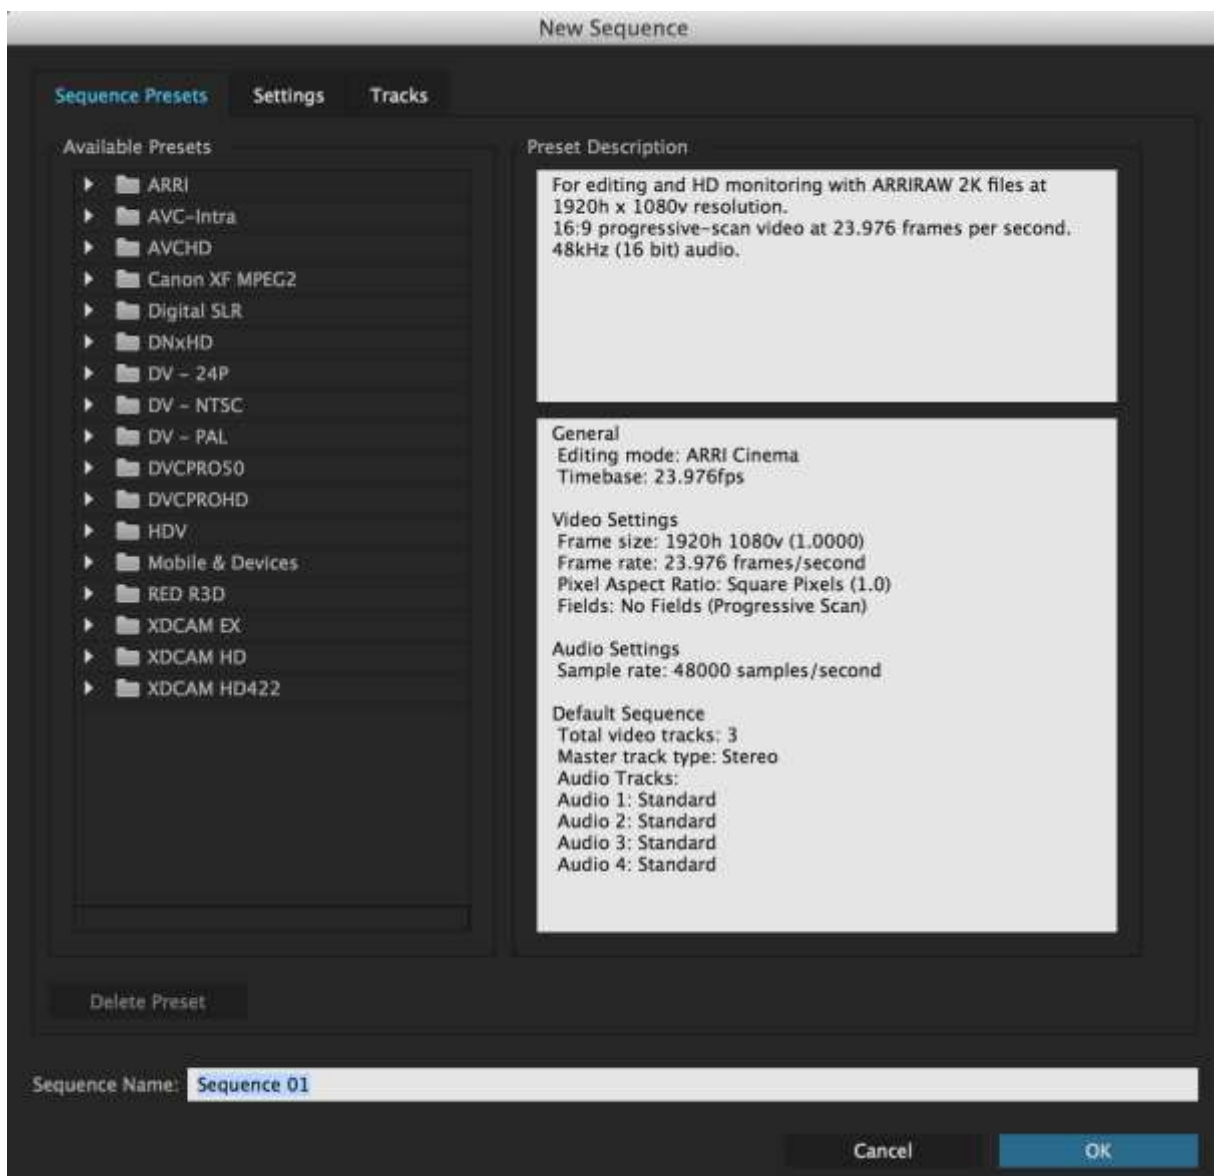 New Sequence
Sequence Presets Settings Tracks
Available Presets
ARRI
AVC-Intra
AVCHD
Canon XF MPEG2
Digital SLR
DNxHD
DV - 24P
DV - NTSC
DV - PAL
DVCPRO50
DVCPROHD
HDV
Mobile & Devices
RED R3D
XDCAM EX
XDCAM HD
XDCAM HD422
Preset Description
For editing and HD monitoring with ARRIRAW 2K files at
1920h x 1080v resolution.
16:9 progressive-scan video at 23.976 frames per second.
48kHz (16 bit) audio.
General
Editing mode: ARRI Cinema
Timebase: 23.976fps
Video Settings
Frame size: 1920h 1080v (1.0000)
Frame rate: 23.976 frames/second
Pixel Aspect Ratio: Square Pixels (1.0)
Fields: No Fields (Progressive Scan)
Audio Settings
Sample rate: 48000 samples/second
Default Sequence
Total video tracks: 3
Master track type: Stereo
Audio Tracks:
Audio 1: Standard
Audio 2: Standard
Audio 3: Standard
Audio 4: Standard
Delete Preset
Sequence Name: Sequence 01
Cancel OK